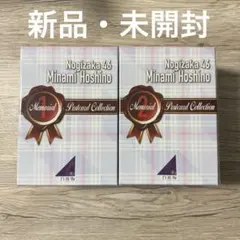 新品・未開封
Nogizaka 46
Minami Hoshino
Memorial Postcard Collection
Nogizaka 46
Minami Hoshino
Memorial Postcard Collection